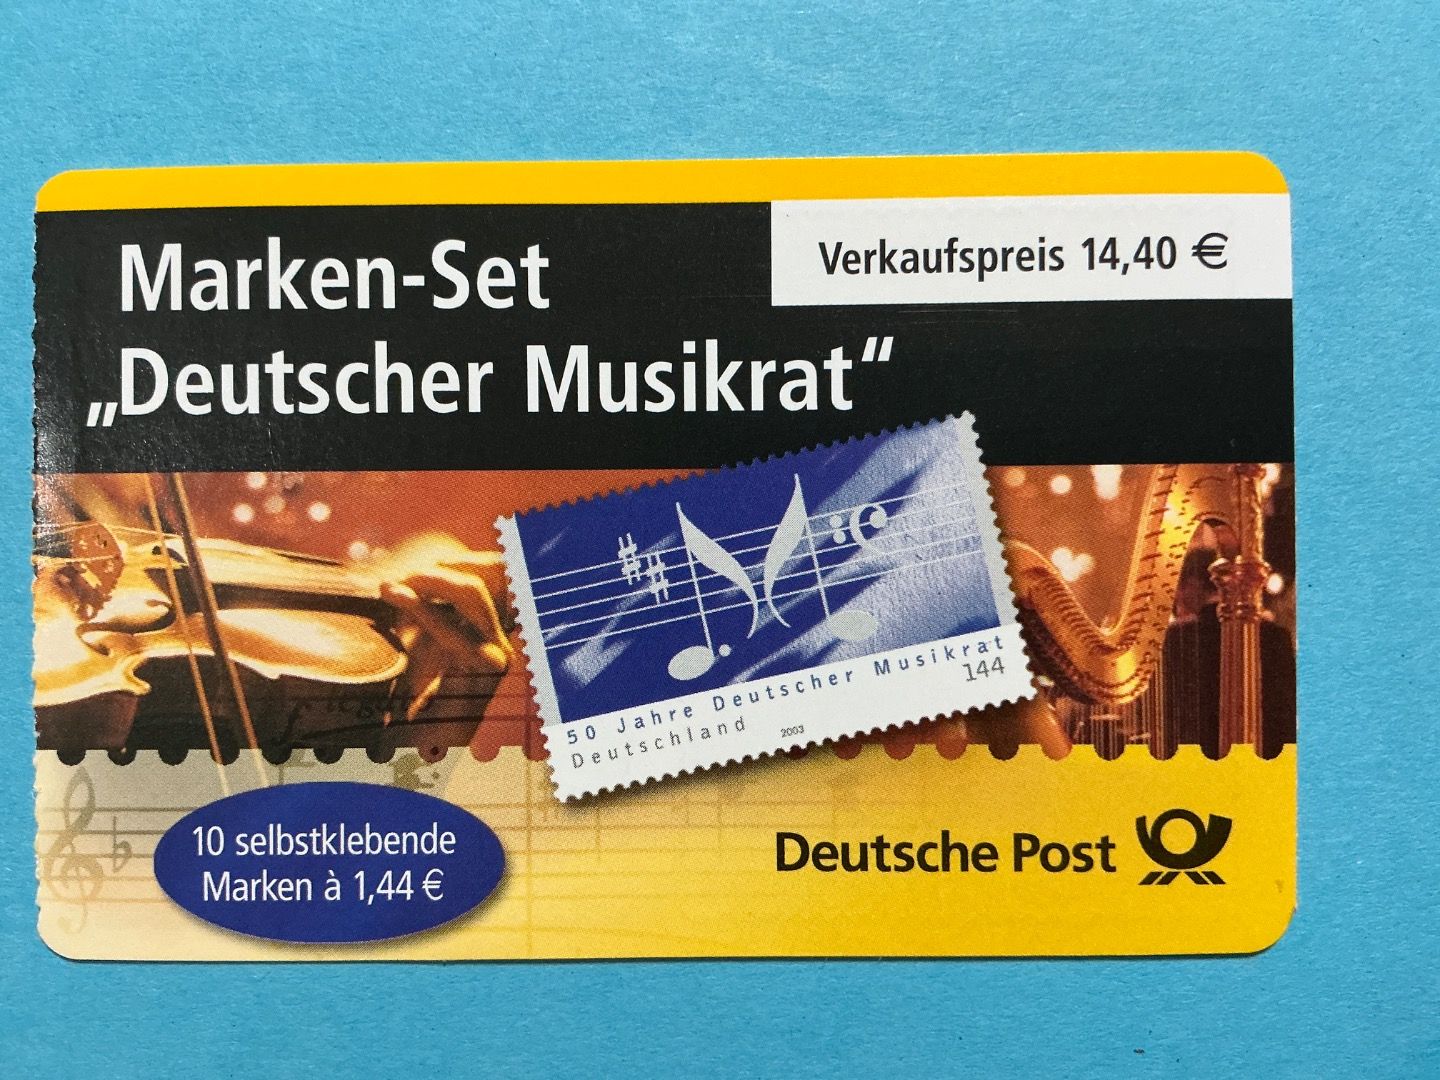 Marken-Set
„Deutscher Musikrat“
Verkaufspreis 14,40 €
50 Jahre Deutscher Musikrat
144
Deutschland
2003
10 selbstklebende
Marken à 1,44 €
Deutsche Post